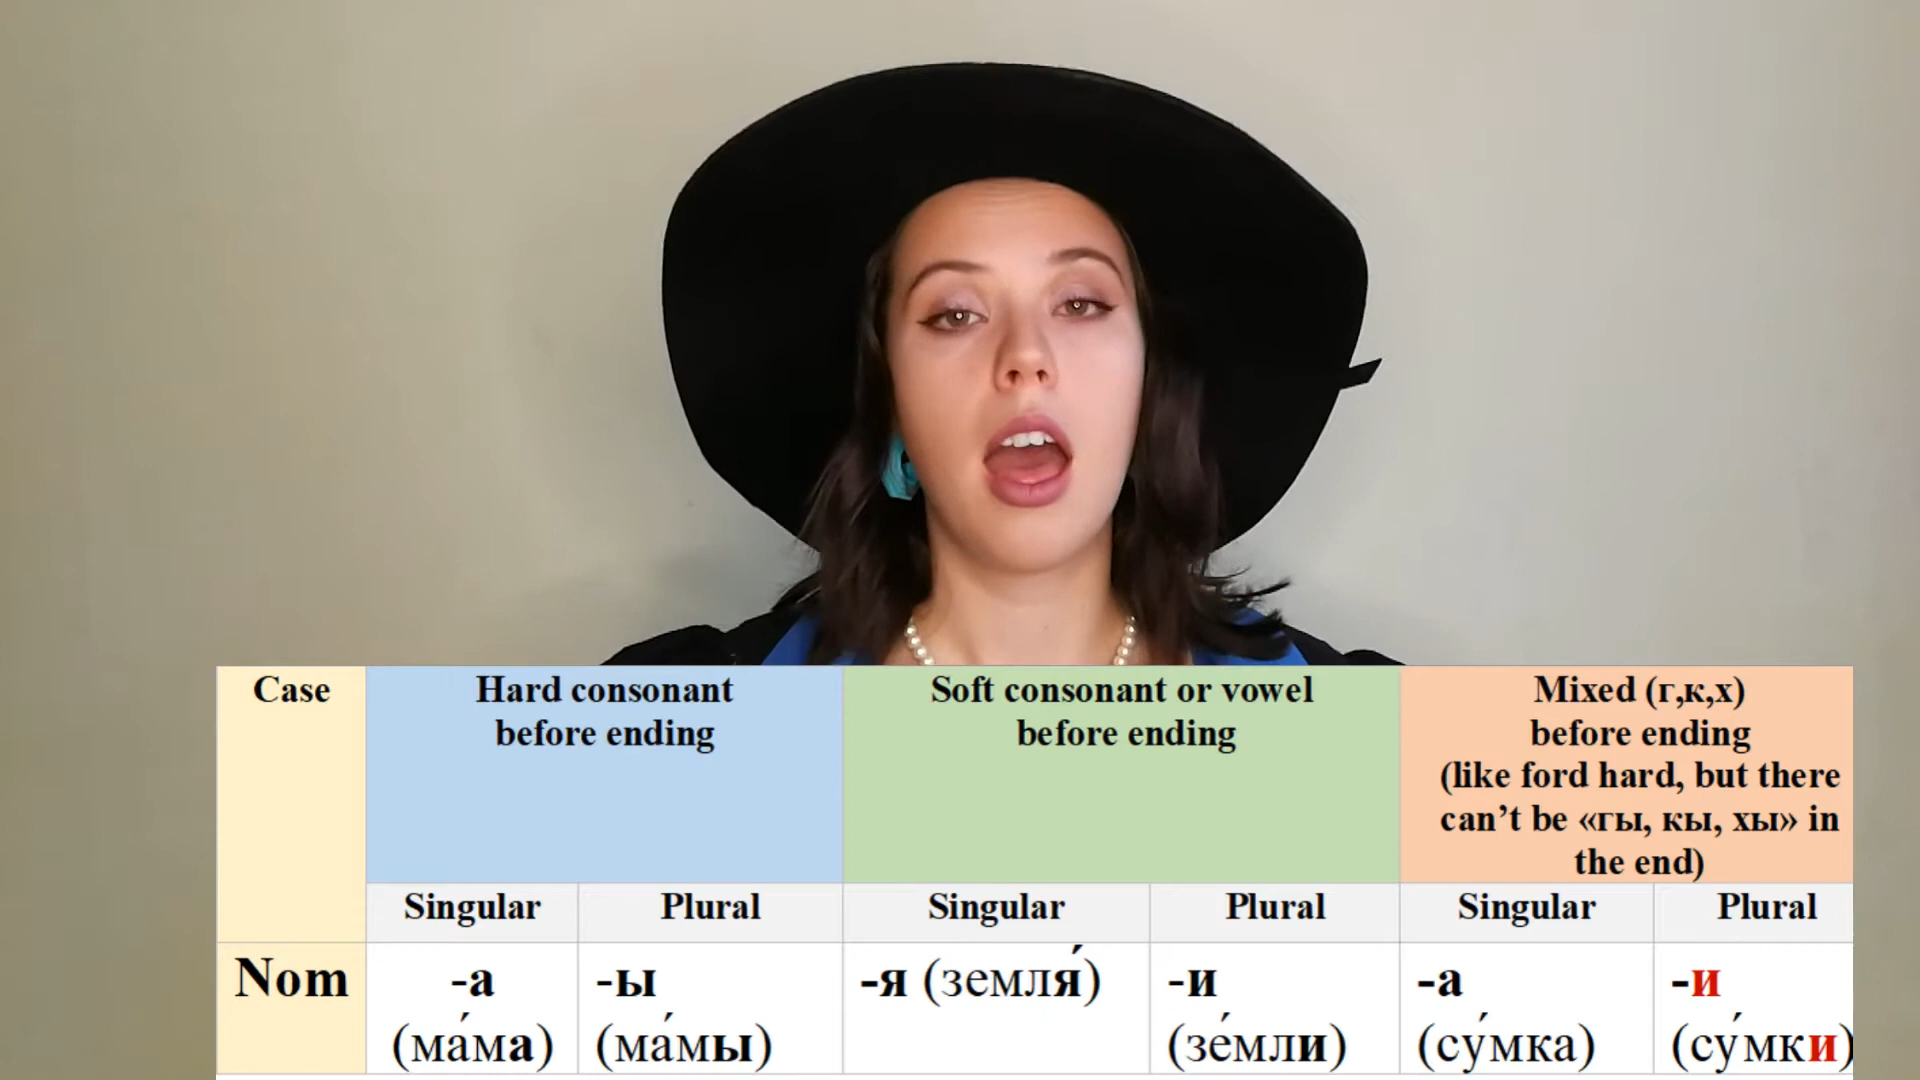 Case
Hard consonant
before ending
Soft consonant or vowel
before ending
Mixed (г,к,х)
before ending
(like ford hard, but there
can’t be «гы, кы, хы» in
the end)
Singular
Plural
Singular
Plural
Singular
Plural
Nom
-а
(ма́ма)
-ы
(ма́мы)
-я (земля́)
-и
(зе́мли)
-а
(су́мка)
-и
(су́мки)